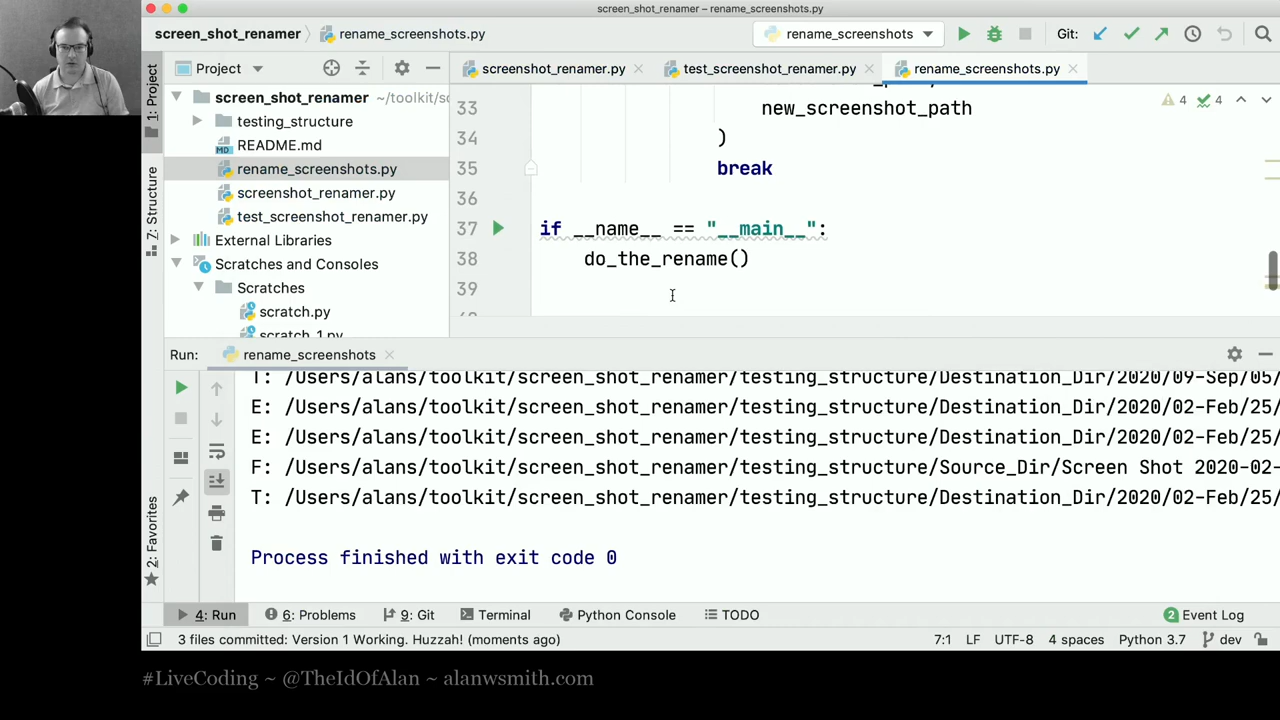 screen_shot_renamer – rename_screenshots.py
screen_shot_renamer rename_screenshots.py
rename_screenshots
Git:
1: Project
7: Structure
2: Favorites
Project
screen_shot_renamer ~/toolkit/sc
testing_structure
README.md
rename_screenshots.py
screenshot_renamer.py
test_screenshot_renamer.py
External Libraries
Scratches and Consoles
Scratches
scratch.py
scratch_1.py
screenshot_renamer.py test_screenshot_renamer.py rename_screenshots.py
4 4
33 new_screenshot_path
34 )
35 break
36
37 if __name__ == "__main__":
38 do_the_rename()
39
Run: rename_screenshots
T: /Users/alans/toolkit/screen_shot_renamer/testing_structure/Destination_Dir/2020/09-Sep/05/
E: /Users/alans/toolkit/screen_shot_renamer/testing_structure/Destination_Dir/2020/02-Feb/25/
E: /Users/alans/toolkit/screen_shot_renamer/testing_structure/Destination_Dir/2020/02-Feb/25/
F: /Users/alans/toolkit/screen_shot_renamer/testing_structure/Source_Dir/Screen Shot 2020-02-
T: /Users/alans/toolkit/screen_shot_renamer/testing_structure/Destination_Dir/2020/02-Feb/25/
Process finished with exit code 0
4: Run 6: Problems 9: Git Terminal Python Console TODO 2 Event Log
3 files committed: Version 1 Working. Huzzah! (moments ago) 7:1 LF UTF-8 4 spaces Python 3.7 dev
#LiveCoding ~ @TheIdOfAlan ~ alanwsmith.com